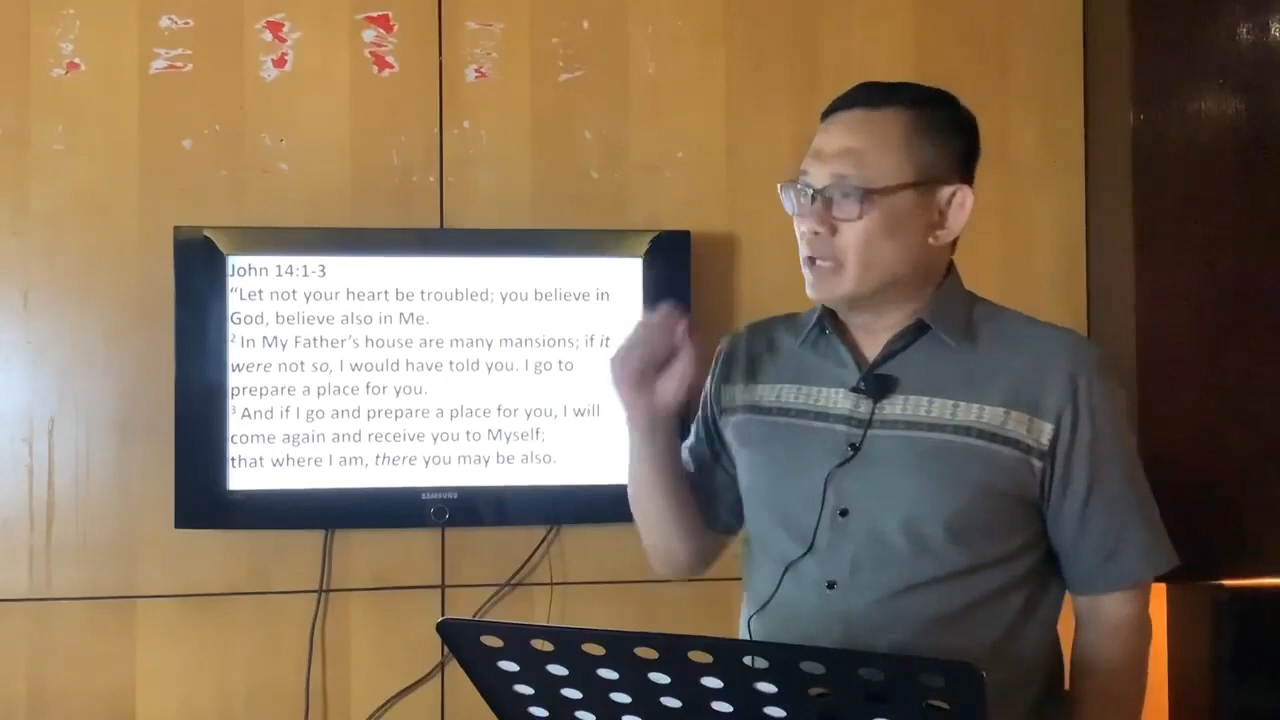 John 14:1-3
“Let not your heart be troubled; you believe in
God, believe also in Me.
2 In My Father’s house are many mansions; if it
were not so, I would have told you. I go to
prepare a place for you.
3 And if I go and prepare a place for you, I will
come again and receive you to Myself;
that where I am, there you may be also.
SAMSUNG